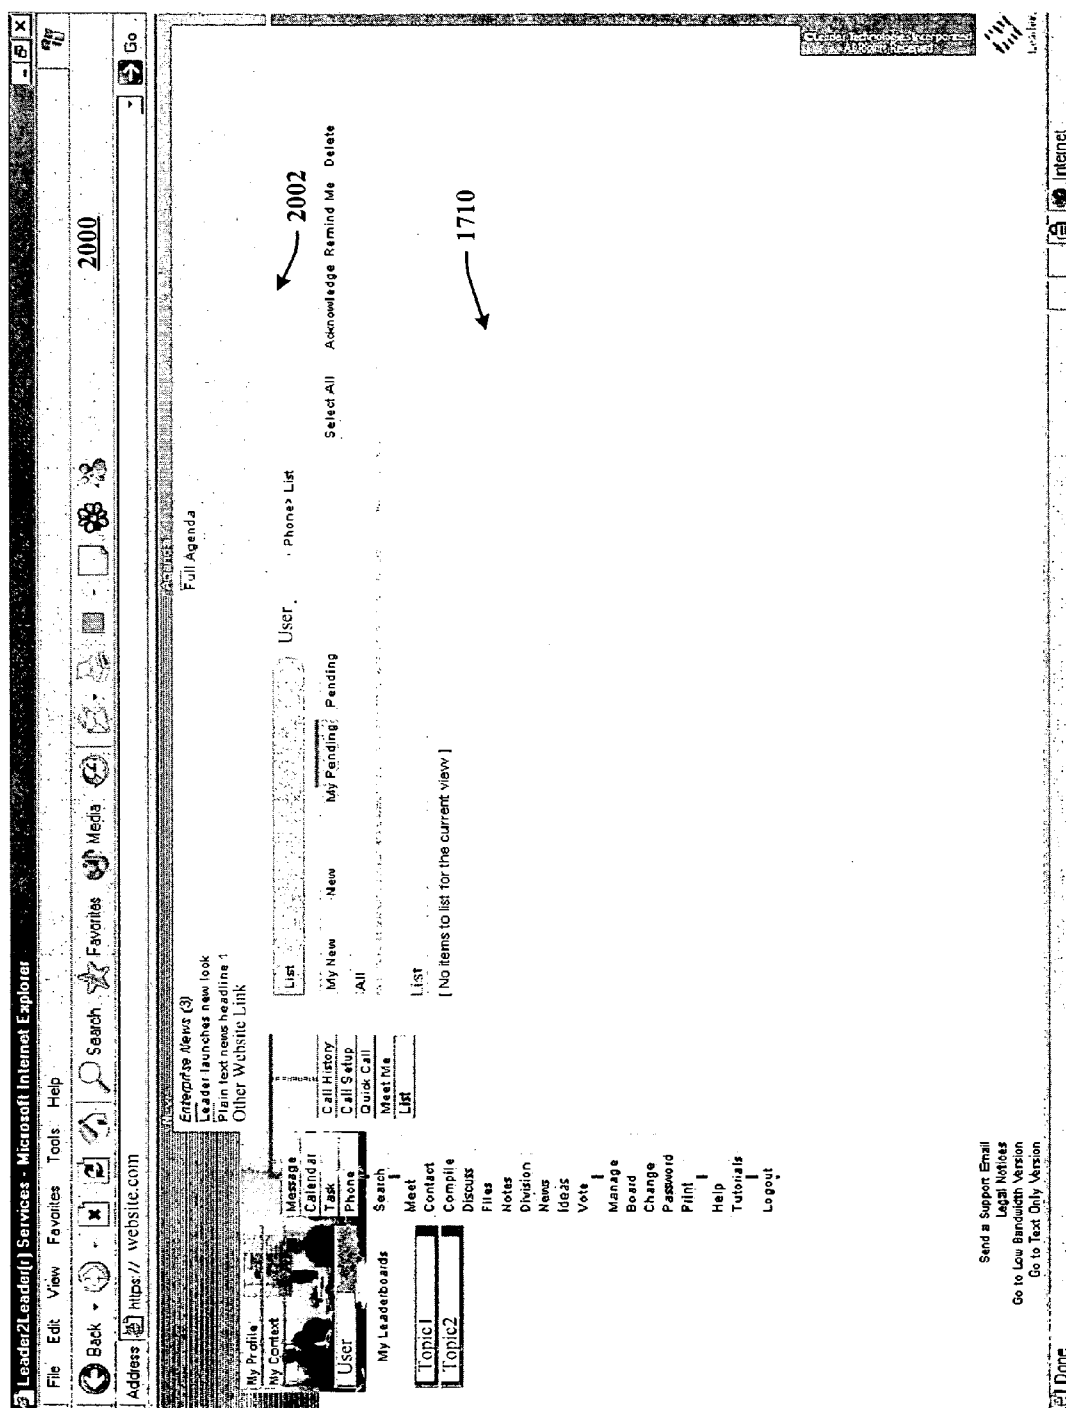 Leader2Leader(r) Services - Microsoft Internet Explorer
File Edit View Favorites Tools Help
Back Search Favorites Media
2000
Address https:// website.com Go
News
Enterprise News (3)
Leader launches new look
Plain text news headline 1
Other Website Link
Full Agenda
My Profile
My Context
User
My Leaderboards
Topic1
Topic2
Message
Calendar
Task
Phone
Search
Meet
Contact
Compile
Discuss
Files
Notes
Division
News
Ideas
Vote
Manage
Board
Change
Password
Print
Help
Tutorials
Logout
Call History
Call Setup
Quick Call
Meet Me
List
List User Phone> List
2002
My New New My Pending Pending Select All Acknowledge Remind Me Delete
All
List
[ No items to list for the current view ]
1710
Send a Support Email
Legal Notices
Go to Low Bandwidth Version
Go to Text Only Version
Leader
Done Internet